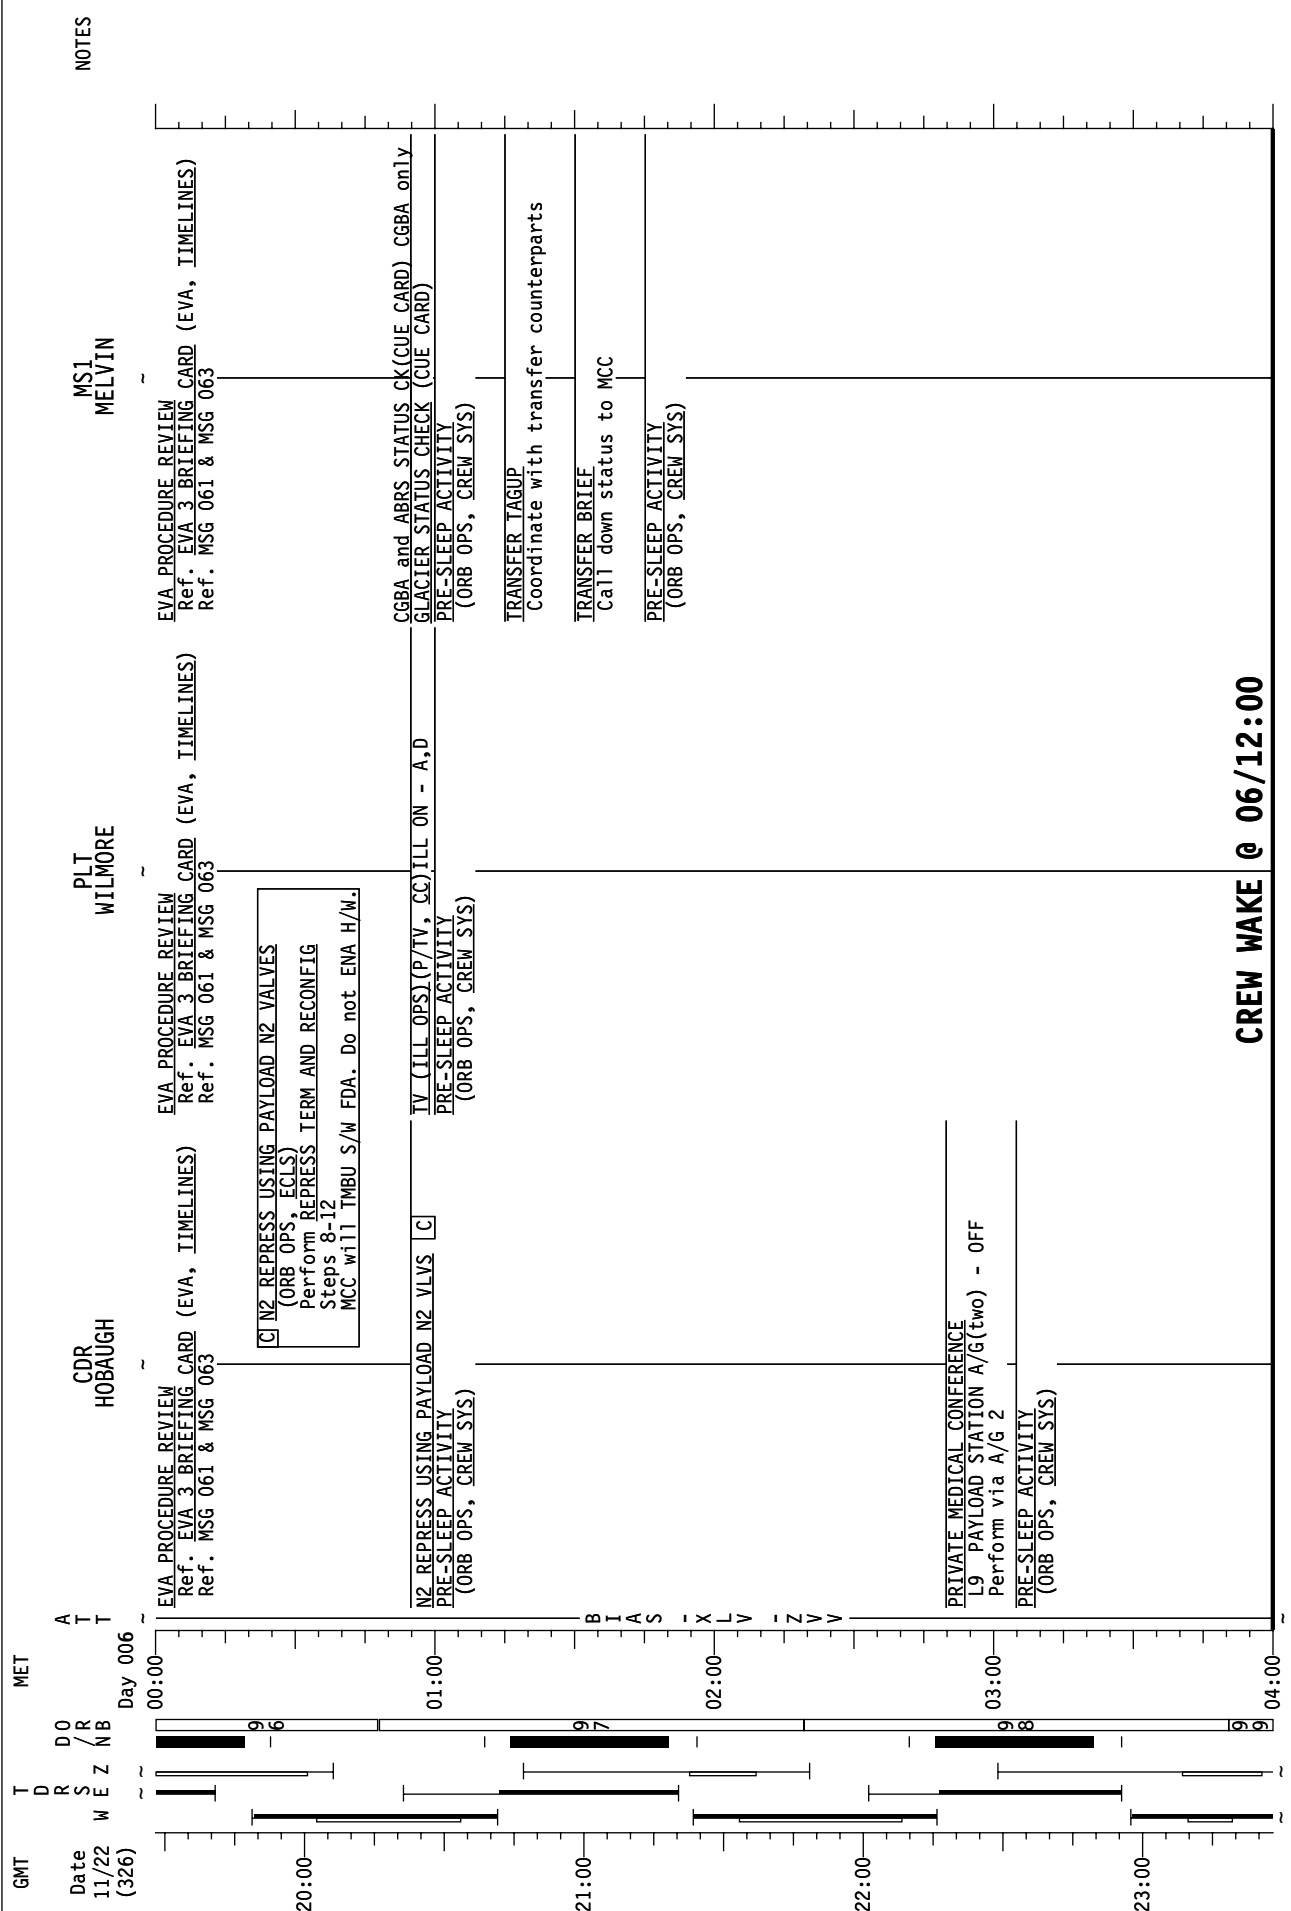 GMT
Date
11/22
(326)
20:00
21:00
22:00
23:00
T
D
R
S
W E Z
D O
/ R
N B
96
97
98
99
MET
Day 006
00:00
01:00
02:00
03:00
04:00
A
T
T
BIAS -XLV -ZVV
CDR
HOBAUGH
EVA PROCEDURE REVIEW
Ref. EVA 3 BRIEFING CARD (EVA, TIMELINES)
Ref. MSG 061 & MSG 063
C N2 REPRESS USING PAYLOAD N2 VALVES
(ORB OPS, ECLS)
Perform REPRESS TERM AND RECONFIG
Steps 8-12
MCC will TMBU S/W FDA. Do not ENA H/W.
N2 REPRESS USING PAYLOAD N2 VLVS C
PRE-SLEEP ACTIVITY
(ORB OPS, CREW SYS)
PRIVATE MEDICAL CONFERENCE
L9 PAYLOAD STATION A/G(two) - OFF
Perform via A/G 2
PRE-SLEEP ACTIVITY
(ORB OPS, CREW SYS)
PLT
WILMORE
EVA PROCEDURE REVIEW
Ref. EVA 3 BRIEFING CARD (EVA, TIMELINES)
Ref. MSG 061 & MSG 063
TV (ILL OPS)(P/TV, CC)ILL ON - A,D
PRE-SLEEP ACTIVITY
(ORB OPS, CREW SYS)
MS1
MELVIN
EVA PROCEDURE REVIEW
Ref. EVA 3 BRIEFING CARD (EVA, TIMELINES)
Ref. MSG 061 & MSG 063
CGBA and ABRS STATUS CK(CUE CARD) CGBA only
GLACIER STATUS CHECK (CUE CARD)
PRE-SLEEP ACTIVITY
(ORB OPS, CREW SYS)
TRANSFER TAGUP
Coordinate with transfer counterparts
TRANSFER BRIEF
Call down status to MCC
PRE-SLEEP ACTIVITY
(ORB OPS, CREW SYS)
NOTES
CREW WAKE @ 06/12:00